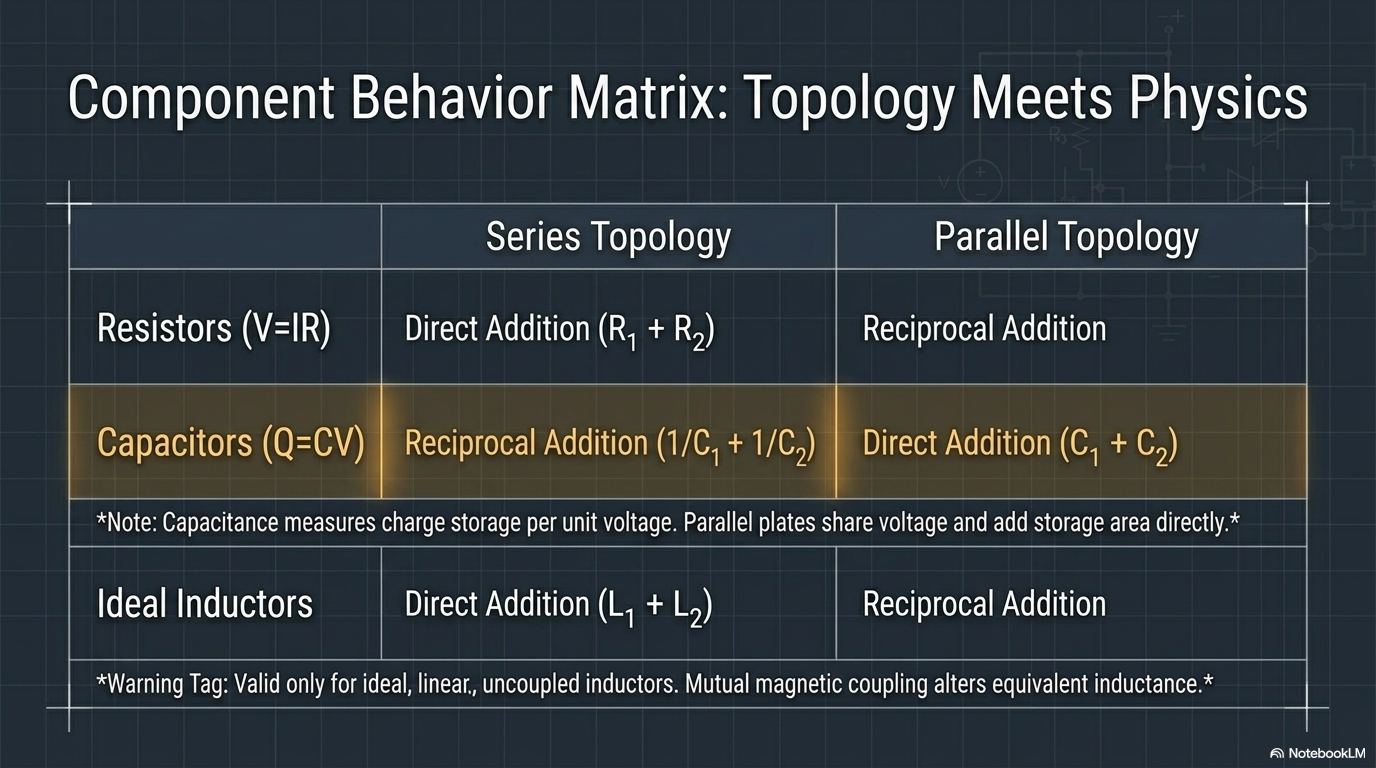 Component Behavior Matrix: Topology Meets Physics
Series Topology
Parallel Topology
Resistors (V=IR)
Direct Addition (R₁ + R₂)
Reciprocal Addition
Capacitors (Q=CV)
Reciprocal Addition (1/C₁ + 1/C₂)
Direct Addition (C₁ + C₂)
*Note: Capacitance measures charge storage per unit voltage. Parallel plates share voltage and add storage area directly.*
Ideal Inductors
Direct Addition (L₁ + L₂)
Reciprocal Addition
*Warning Tag: Valid only for ideal, linear., uncoupled inductors. Mutual magnetic coupling alters equivalent inductance.*
NotebookLM